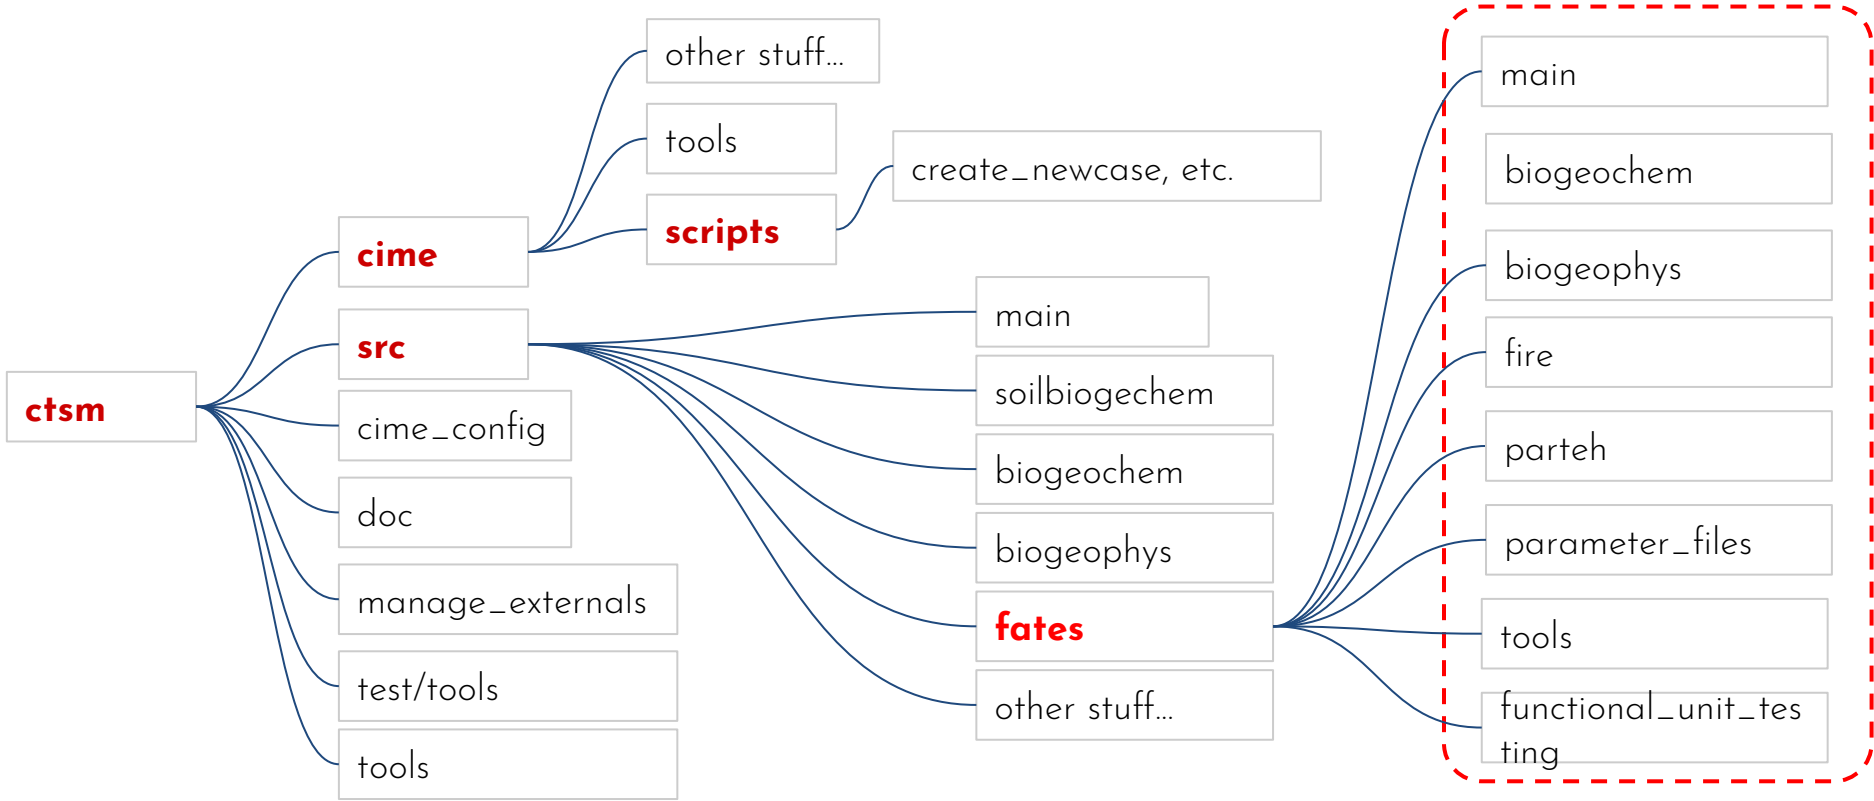 ctsm
cime
src
cime_config
doc
manage_externals
test/tools
tools
other stuff...
tools
scripts
create_newcase, etc.
main
soilbiogechem
biogeochem
biogeophys
fates
other stuff...
main
biogeochem
biogeophys
fire
parteh
parameter_files
tools
functional_unit_tes
ting